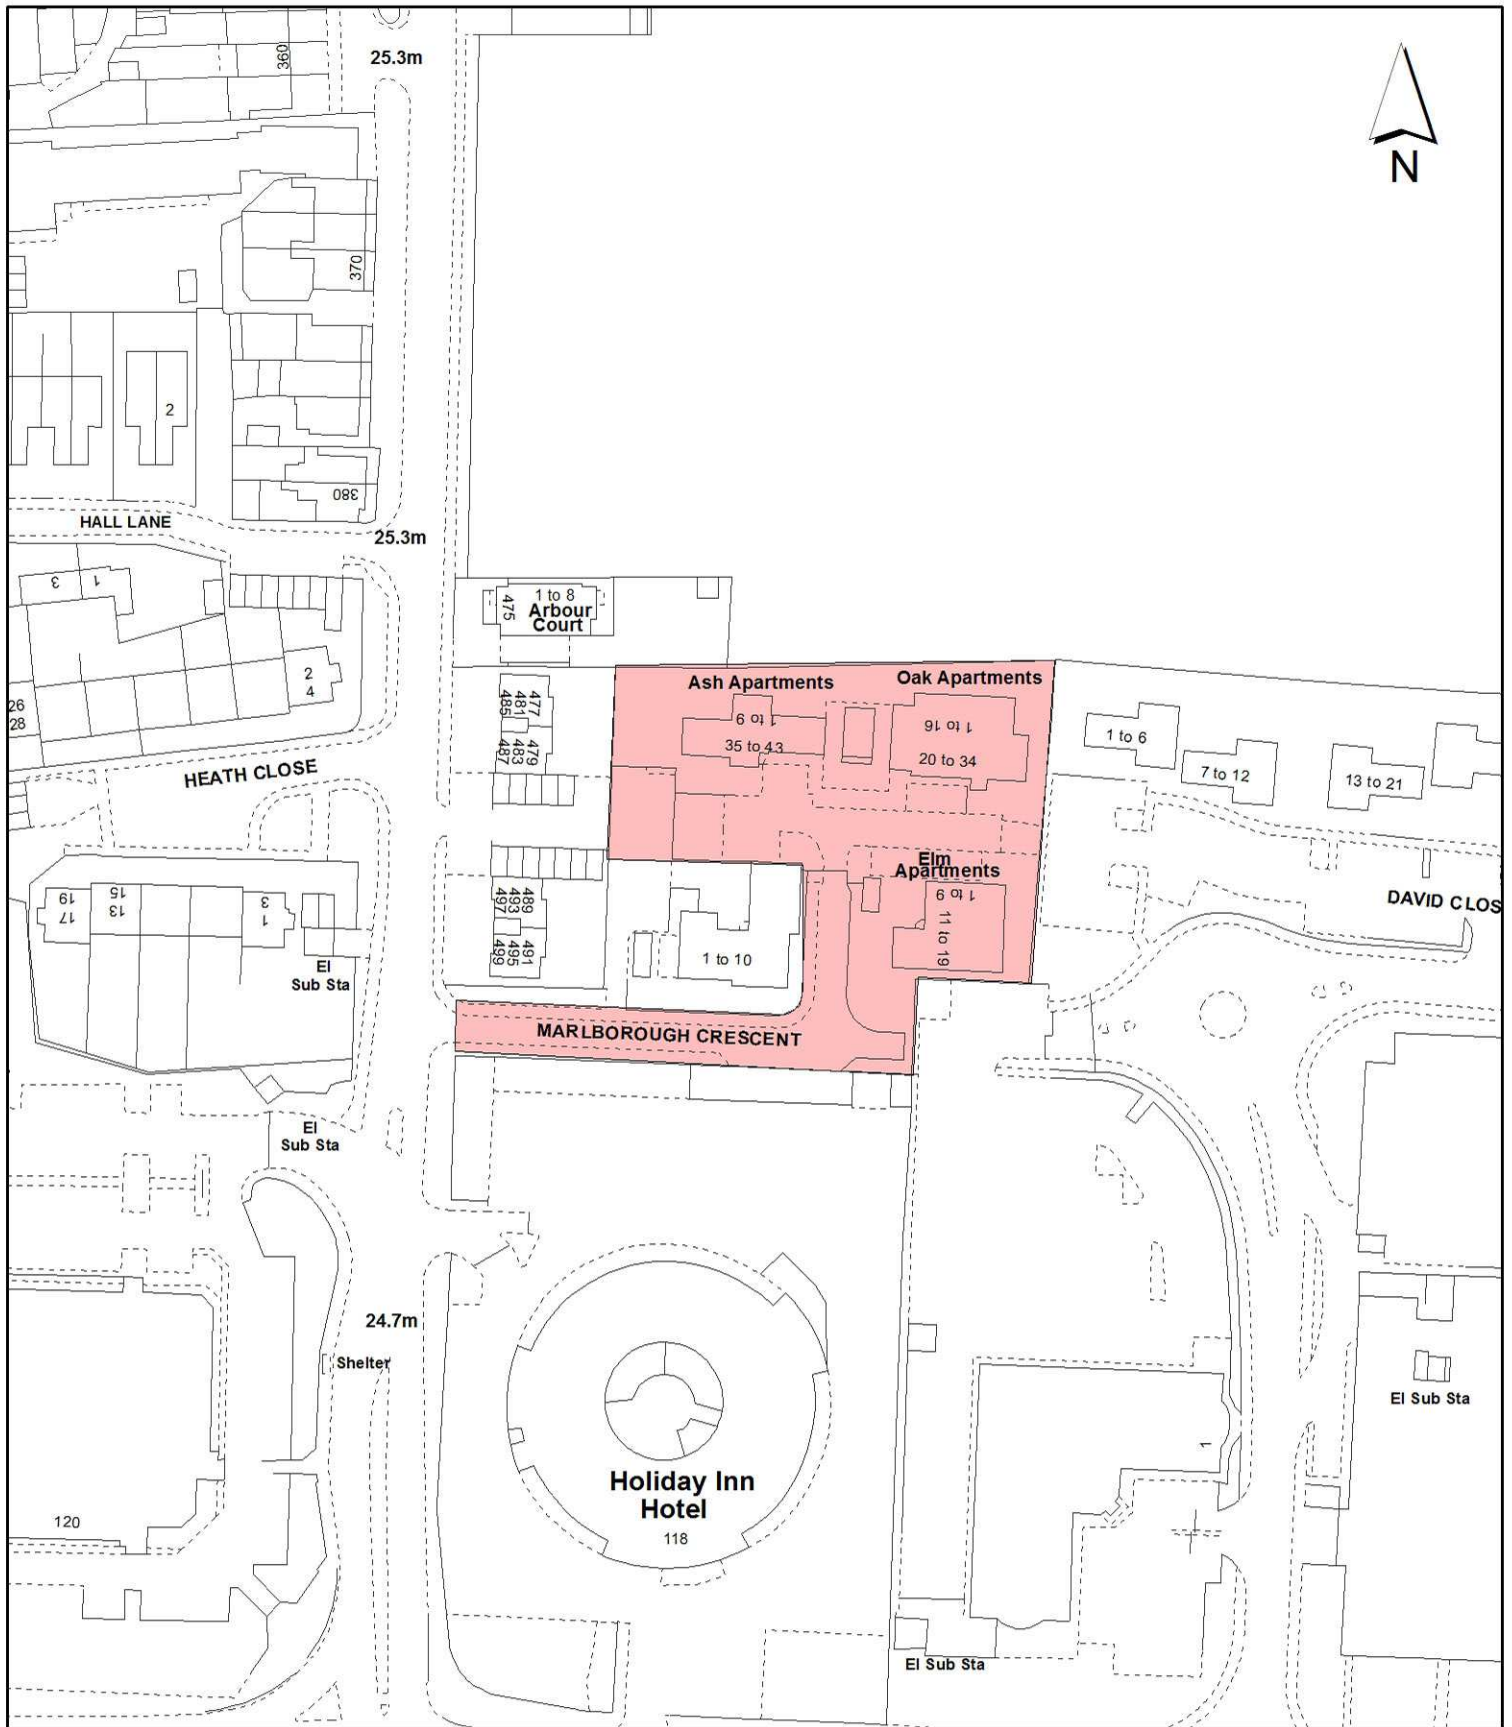 360
25.3m
N
370
2
380
HALL LANE
25.3m
3
1
1 to 8
475
Arbour
Court
2
4
26
28
Ash Apartments
Oak Apartments
477
481
485
479
483
487
1 to 9
35 to 43
1 to 16
20 to 34
1 to 6
7 to 12
13 to 21
HEATH CLOSE
Elm
Apartments
1 to 9
11 to 19
DAVID CLOS
19
17
15
13
3
1
489
493
497
491
495
499
1 to 10
El
Sub Sta
MARLBOROUGH CRESCENT
El
Sub Sta
24.7m
Shelter
El Sub Sta
1
Holiday Inn
Hotel
118
120
El Sub Sta